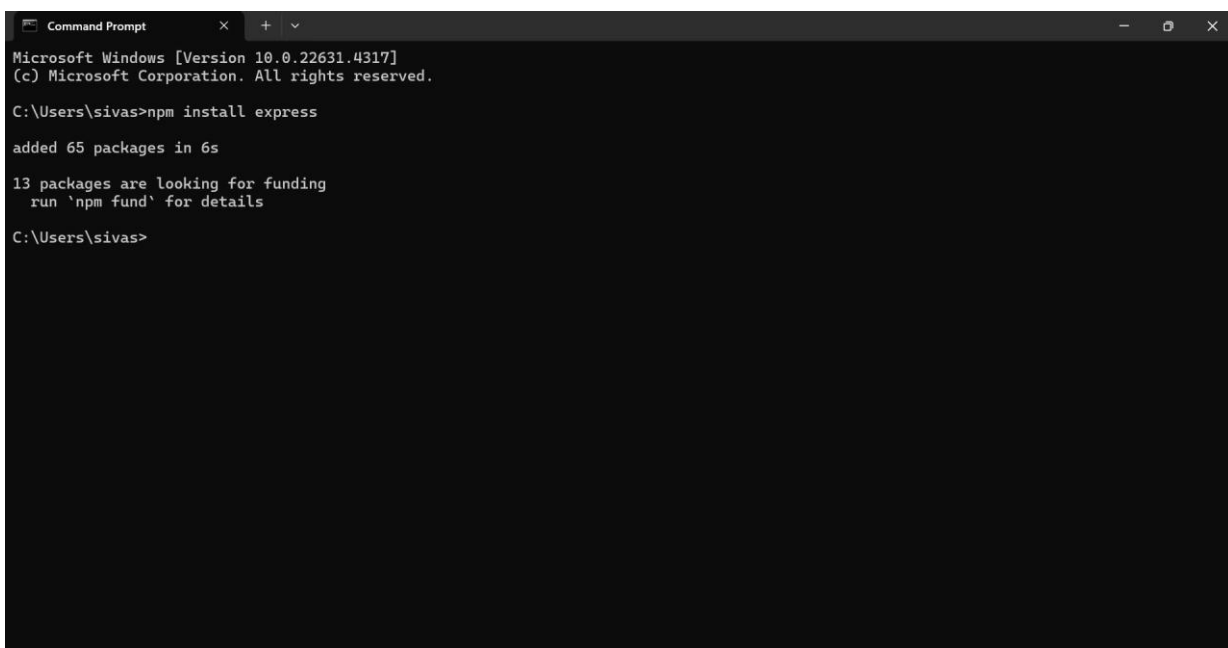 Command Prompt
Microsoft Windows [Version 10.0.22631.4317]
(c) Microsoft Corporation. All rights reserved.
C:\Users\sivas>npm install express
added 65 packages in 6s
13 packages are looking for funding
  run `npm fund` for details
C:\Users\sivas>